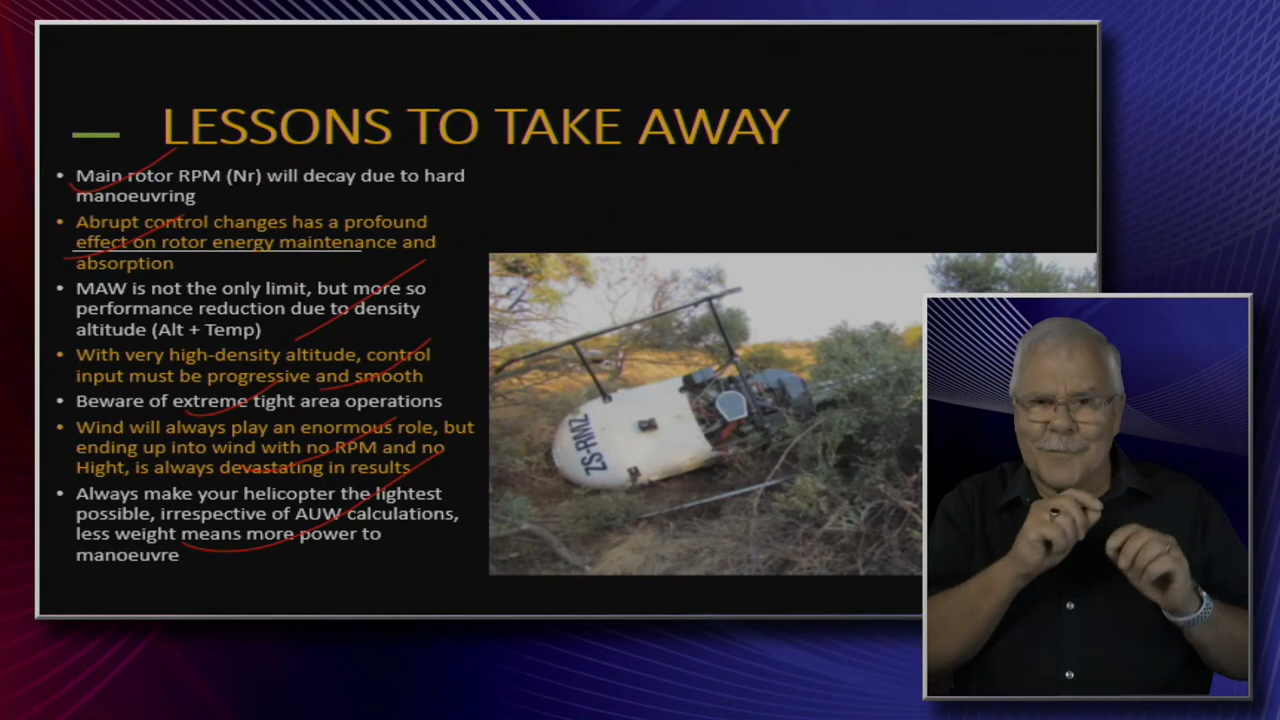 LESSONS TO TAKE AWAY
• Main rotor RPM (Nr) will decay due to hard
manoeuvring
• Abrupt control changes has a profound
effect on rotor energy maintenance and
absorption
• MAW is not the only limit, but more so
performance reduction due to density
altitude (Alt + Temp)
• With very high-density altitude, control
input must be progressive and smooth
• Beware of extreme tight area operations
• Wind will always play an enormous role, but
ending up into wind with no RPM and no
Hight, is always devastating in results
• Always make your helicopter the lightest
possible, irrespective of AUW calculations,
less weight means more power to
manoeuvre
ZS-RWZ